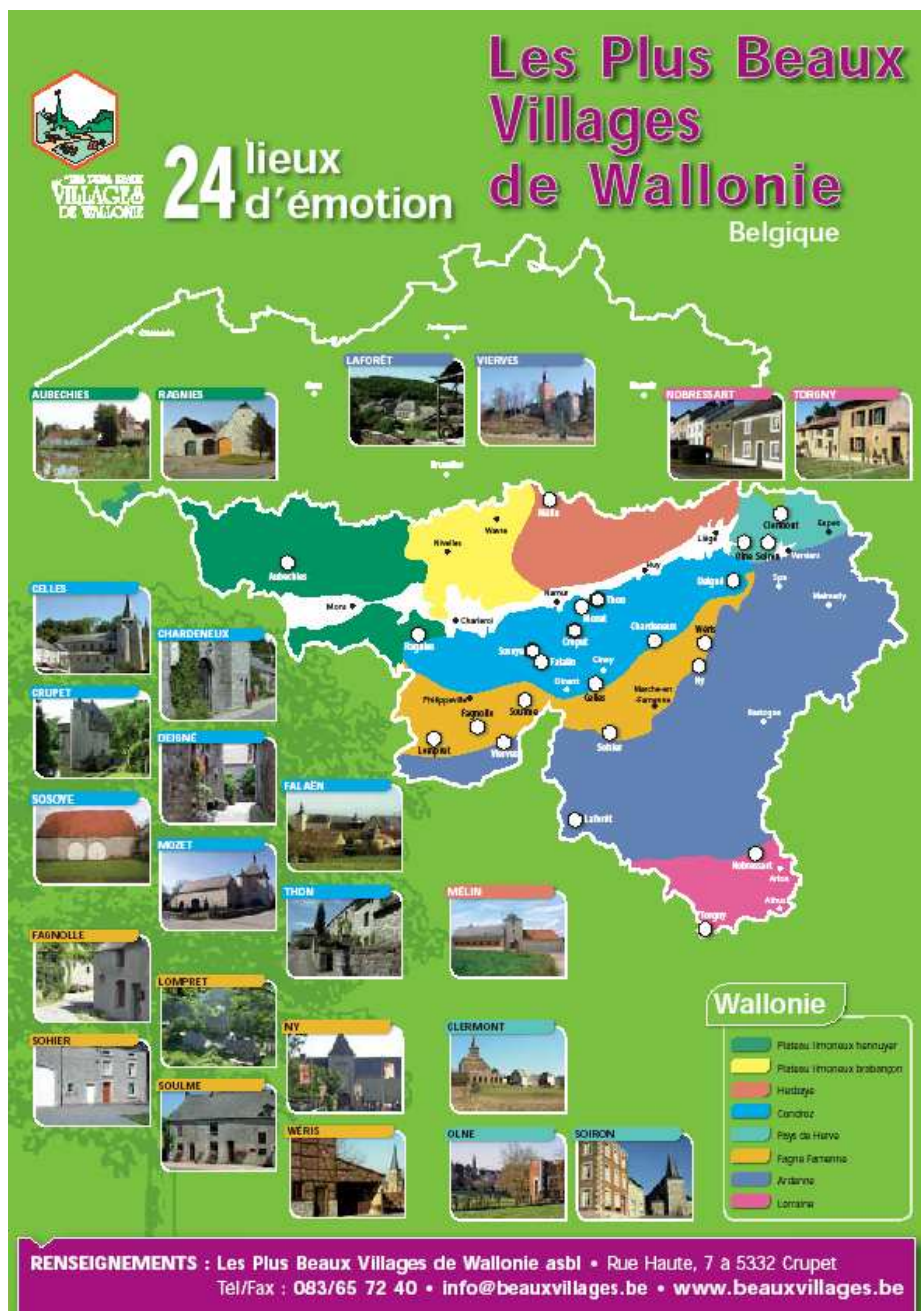 Les Plus Beaux
Villages
de Wallonie
Belgique
24 lieux
d'émotion
VILLAGES
DE WALLONIE
LAFORÊT
VIERVES
AUBECHIES
RAGNIES
NOBRESSART
TORGNY
Bruxelles
Mélin
Wavre
Nivelles
Clermont
Eupen
Liège
Olne Soiron
Verviers
Aubechies
Huy
Deigné
Spa
Malmedy
Mons
Namur
Thon
Mozet
Charleroi
Crupet
Chardeneux
Wéris
Ragnies
Sosoye
Falaën
Ciney
Ny
Dinant
Celles
Marche-en
-Famenne
Philippeville
Soulme
Fagnolle
Bastogne
Lompret
Vierves
Sohier
Laforêt
Nobressart
Arlon
Athus
Torgny
CELLES
CHARDENEUX
CRUPET
DEIGNÉ
SOSOYE
FALAËN
MOZET
THON
MÉLIN
FAGNOLLE
LOMPRET
SOHIER
NY
CLERMONT
SOULME
WÉRIS
OLNE
SOIRON
Wallonie
Plateau limoneux hennuyer
Plateau limoneux brabançon
Hesbaye
Condroz
Pays de Herve
Fagne Famenne
Ardenne
Lorraine
RENSEIGNEMENTS : Les Plus Beaux Villages de Wallonie asbl • Rue Haute, 7 à 5332 Crupet
Tél/Fax : 083/65 72 40 • info@beauxvillages.be • www.beauxvillages.be